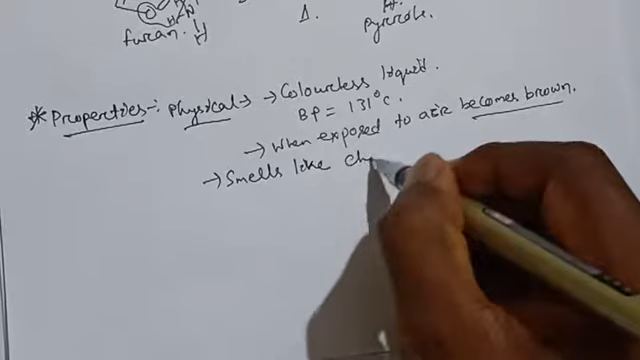 H
N
H
furan.
H
Δ.
H.
Pyrrole.
* Properties-: Physical → → Colourless liquid.
BP = 131°C.
→ When exposed to air becomes brown.
→ Smells like ch